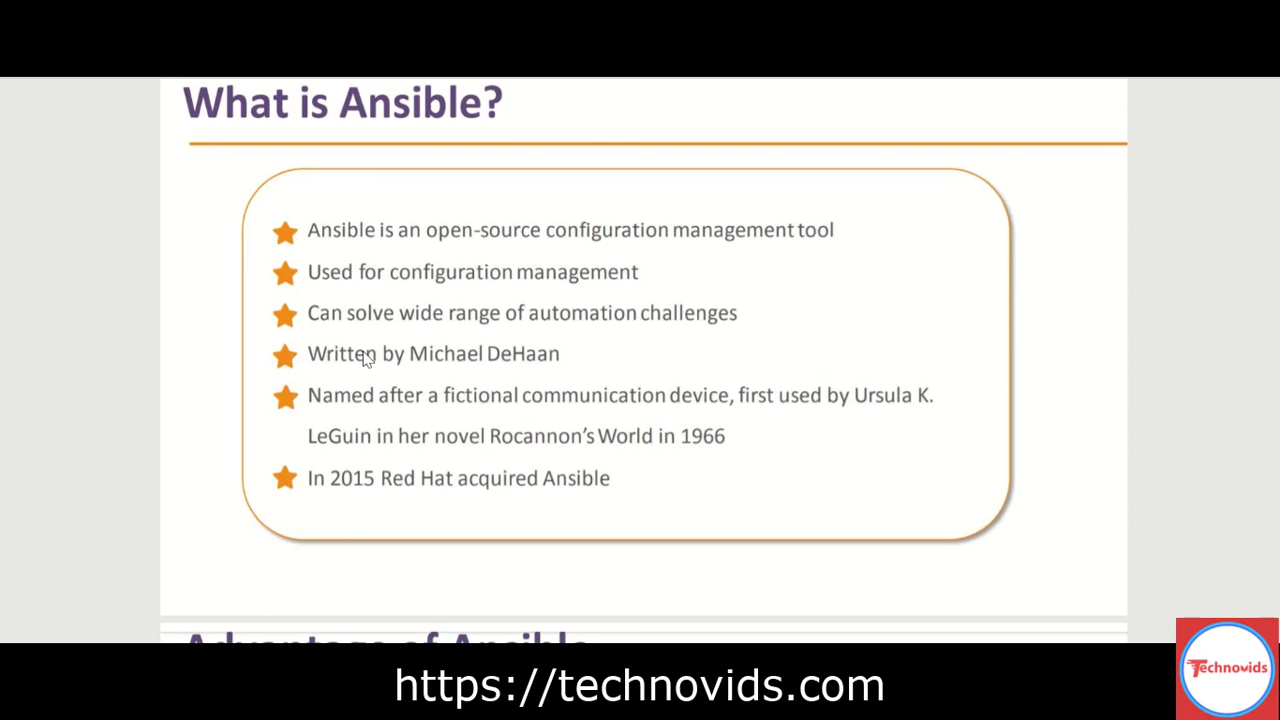 What is Ansible?
Ansible is an open-source configuration management tool
Used for configuration management
Can solve wide range of automation challenges
Written by Michael DeHaan
Named after a fictional communication device, first used by Ursula K.
LeGuin in her novel Rocannon's World in 1966
In 2015 Red Hat acquired Ansible
Advantage of Ansible
https://technovids.com
Technovids